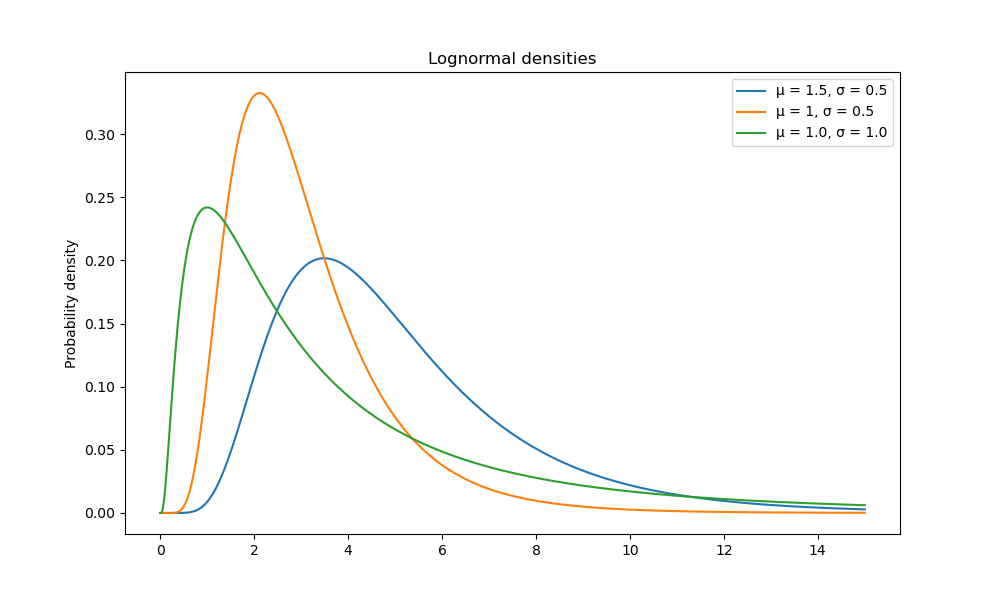 Lognormal densities
μ = 1.5, σ = 0.5
μ = 1, σ = 0.5
μ = 1.0, σ = 1.0
Probability density
0.30
0.25
0.20
0.15
0.10
0.05
0.00
0 2 4 6 8 10 12 14